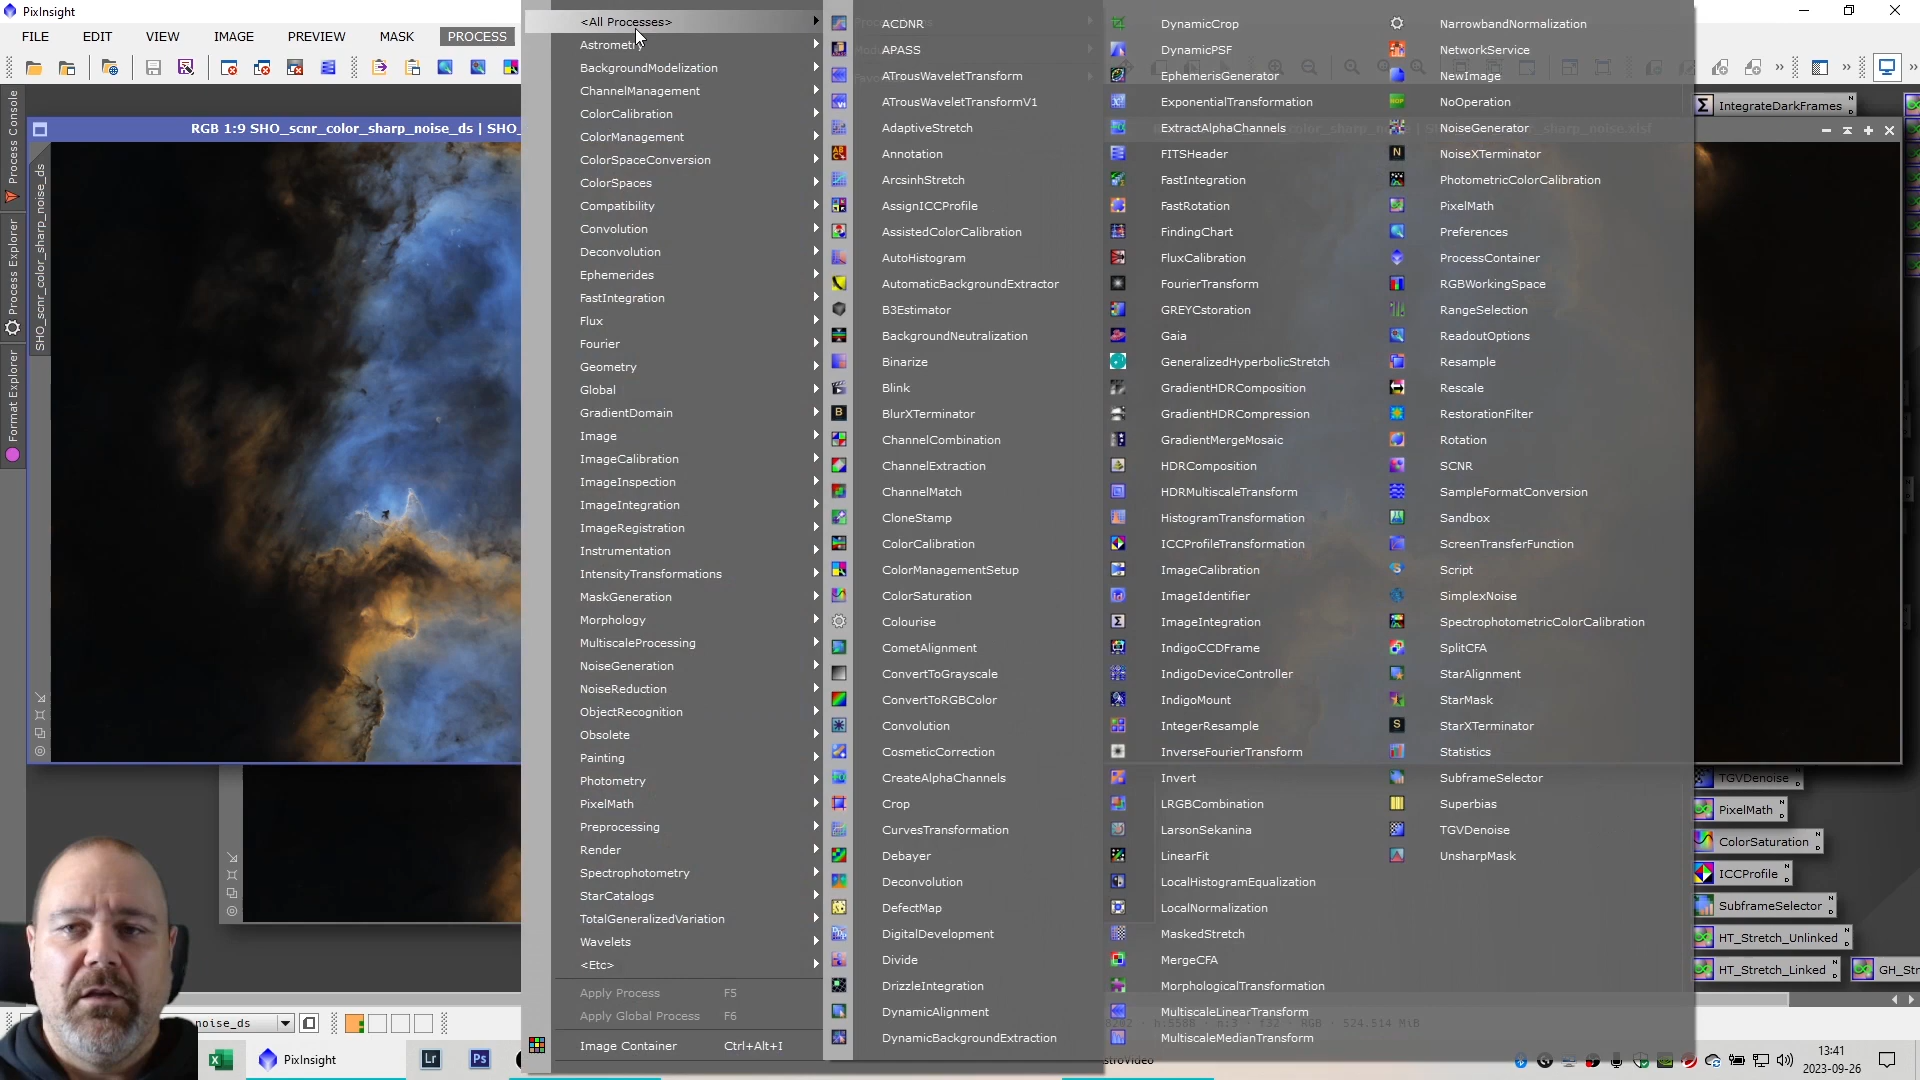 PixInsight
FILE EDIT VIEW IMAGE PREVIEW MASK PROCESS
Process Console
Process Explorer
Format Explorer
RGB 1:9 SHO_scnr_color_sharp_noise_ds | SHO_
SHO_scnr_color_sharp_noise_ds
<All Processes>
Astrometry
BackgroundModelization
ChannelManagement
ColorCalibration
ColorManagement
ColorSpaceConversion
ColorSpaces
Compatibility
Convolution
Deconvolution
Ephemerides
FastIntegration
Flux
Fourier
Geometry
Global
GradientDomain
Image
ImageCalibration
ImageInspection
ImageIntegration
ImageRegistration
Instrumentation
IntensityTransformations
MaskGeneration
Morphology
MultiscaleProcessing
NoiseGeneration
NoiseReduction
ObjectRecognition
Obsolete
Painting
Photometry
PixelMath
Preprocessing
Render
Spectrophotometry
StarCatalogs
TotalGeneralizedVariation
Wavelets
<Etc>
Apply Process F5
Apply Global Process F6
Image Container Ctrl+Alt+I
ACDNR
APASS
ATrousWaveletTransform
ATrousWaveletTransformV1
AdaptiveStretch
Annotation
ArcsinhStretch
AssignICCProfile
AssistedColorCalibration
AutoHistogram
AutomaticBackgroundExtractor
B3Estimator
BackgroundNeutralization
Binarize
Blink
BlurXTerminator
ChannelCombination
ChannelExtraction
ChannelMatch
CloneStamp
ColorCalibration
ColorManagementSetup
ColorSaturation
Colourise
CometAlignment
ConvertToGrayscale
ConvertToRGBColor
Convolution
CosmeticCorrection
CreateAlphaChannels
Crop
CurvesTransformation
Debayer
Deconvolution
DefectMap
DigitalDevelopment
Divide
DrizzleIntegration
DynamicAlignment
DynamicBackgroundExtraction
DynamicCrop
DynamicPSF
EphemerisGenerator
ExponentialTransformation
ExtractAlphaChannels
FITSHeader
FastIntegration
FastRotation
FindingChart
FluxCalibration
FourierTransform
GREYCstoration
Gaia
GeneralizedHyperbolicStretch
GradientHDRComposition
GradientHDRCompression
GradientMergeMosaic
HDRComposition
HDRMultiscaleTransform
HistogramTransformation
ICCProfileTransformation
ImageCalibration
ImageIdentifier
ImageIntegration
IndigoCCDFrame
IndigoDeviceController
IndigoMount
IntegerResample
InverseFourierTransform
Invert
LRGBCombination
LarsonSekanina
LinearFit
LocalHistogramEqualization
LocalNormalization
MaskedStretch
MergeCFA
MorphologicalTransformation
MultiscaleLinearTransform
MultiscaleMedianTransform
NarrowbandNormalization
NetworkService
NewImage
NoOperation
NoiseGenerator
NoiseXTerminator
PhotometricColorCalibration
PixelMath
Preferences
ProcessContainer
RGBWorkingSpace
RangeSelection
ReadoutOptions
Resample
Rescale
RestorationFilter
Rotation
SCNR
SampleFormatConversion
Sandbox
ScreenTransferFunction
Script
SimplexNoise
SpectrophotometricColorCalibration
SplitCFA
StarAlignment
StarMask
StarXTerminator
Statistics
SubframeSelector
Superbias
TGVDenoise
UnsharpMask
IntegrateDarkFrames
TGVDenoise
PixelMath
ColorSaturation
ICCProfile
SubframeSelector
HT_Stretch_Unlinked
HT_Stretch_Linked
GH_Str
noise_ds
PixInsight
Lr
Ps
13:41
2023-09-26